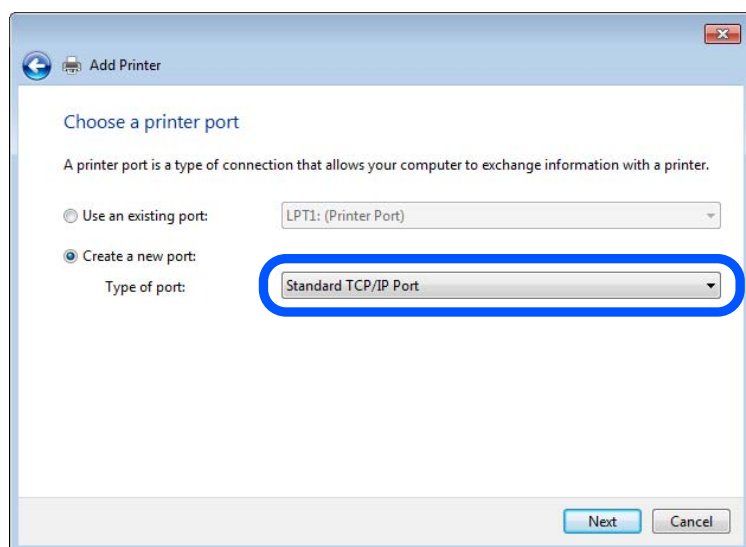 Add Printer
Choose a printer port
A printer port is a type of connection that allows your computer to exchange information with a printer.
Use an existing port: LPT1: (Printer Port)
Create a new port:
Type of port: Standard TCP/IP Port
Next Cancel